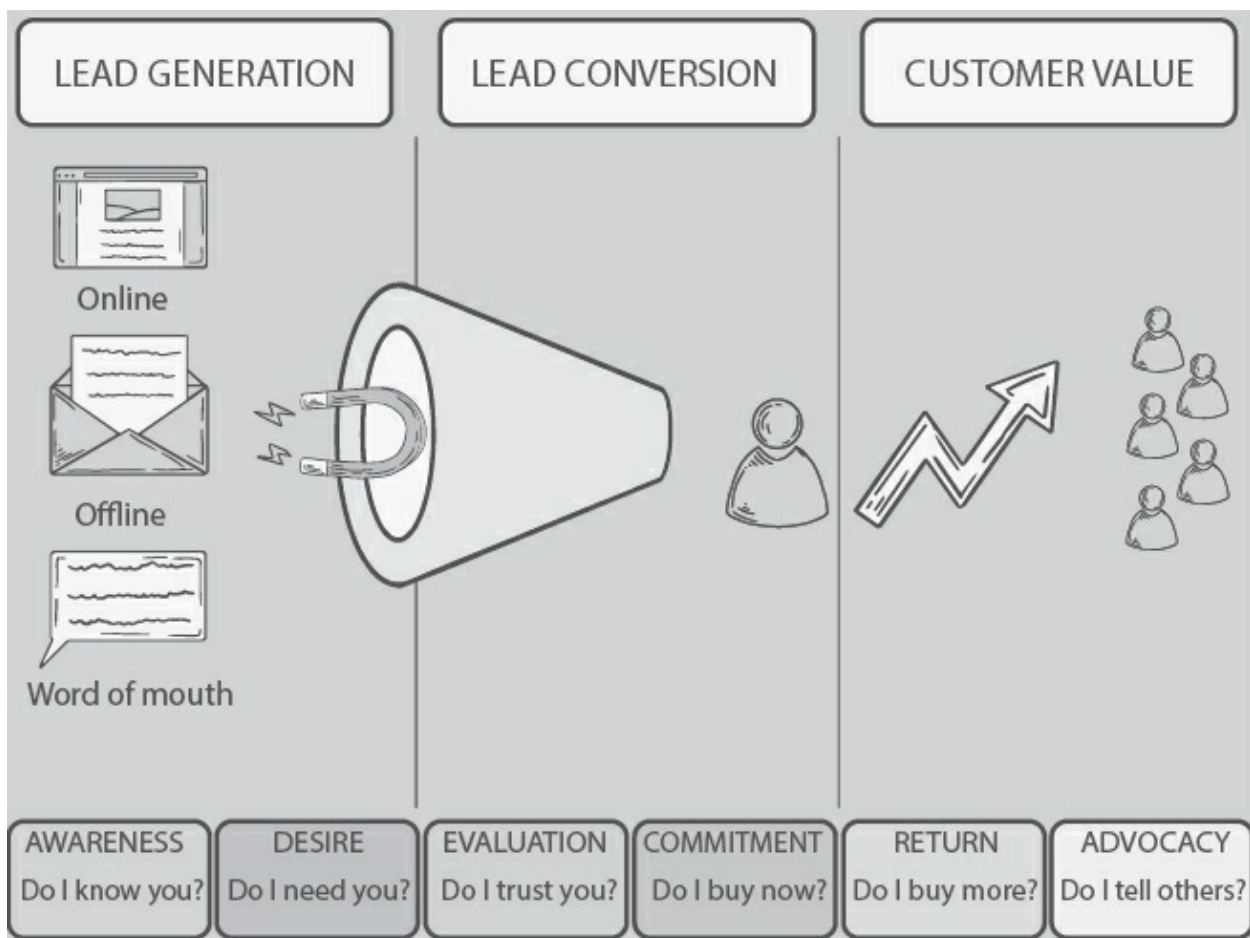 LEAD GENERATION
LEAD CONVERSION
CUSTOMER VALUE
Online
Offline
Word of mouth
AWARENESS
Do I know you?
DESIRE
Do I need you?
EVALUATION
Do I trust you?
COMMITMENT
Do I buy now?
RETURN
Do I buy more?
ADVOCACY
Do I tell others?